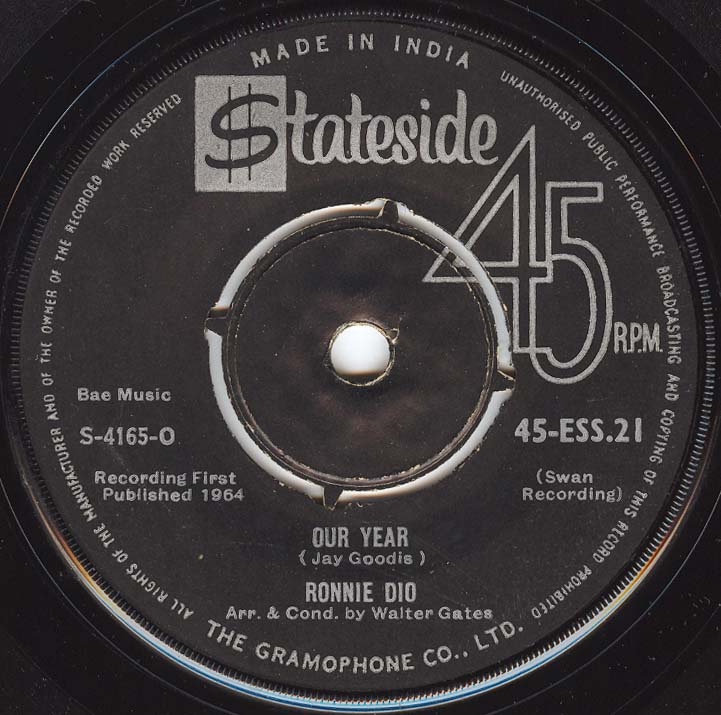 MADE IN INDIA
$tateside
45
R.P.M.
UNAUTHORISED PUBLIC PERFORMANCE BROADCASTING AND COPYING OF THIS RECORD PROHIBITED
ALL RIGHTS OF THE MANUFACTURER AND OF THE OWNER OF THE RECORDED WORK RESERVED
Bae Music
S-4165-O
45-ESS.21
Recording First
Published 1964
(Swan
Recording)
OUR YEAR
(Jay Goodis)
RONNIE DIO
Arr. & Cond. by Walter Gates
THE GRAMOPHONE CO., LTD.